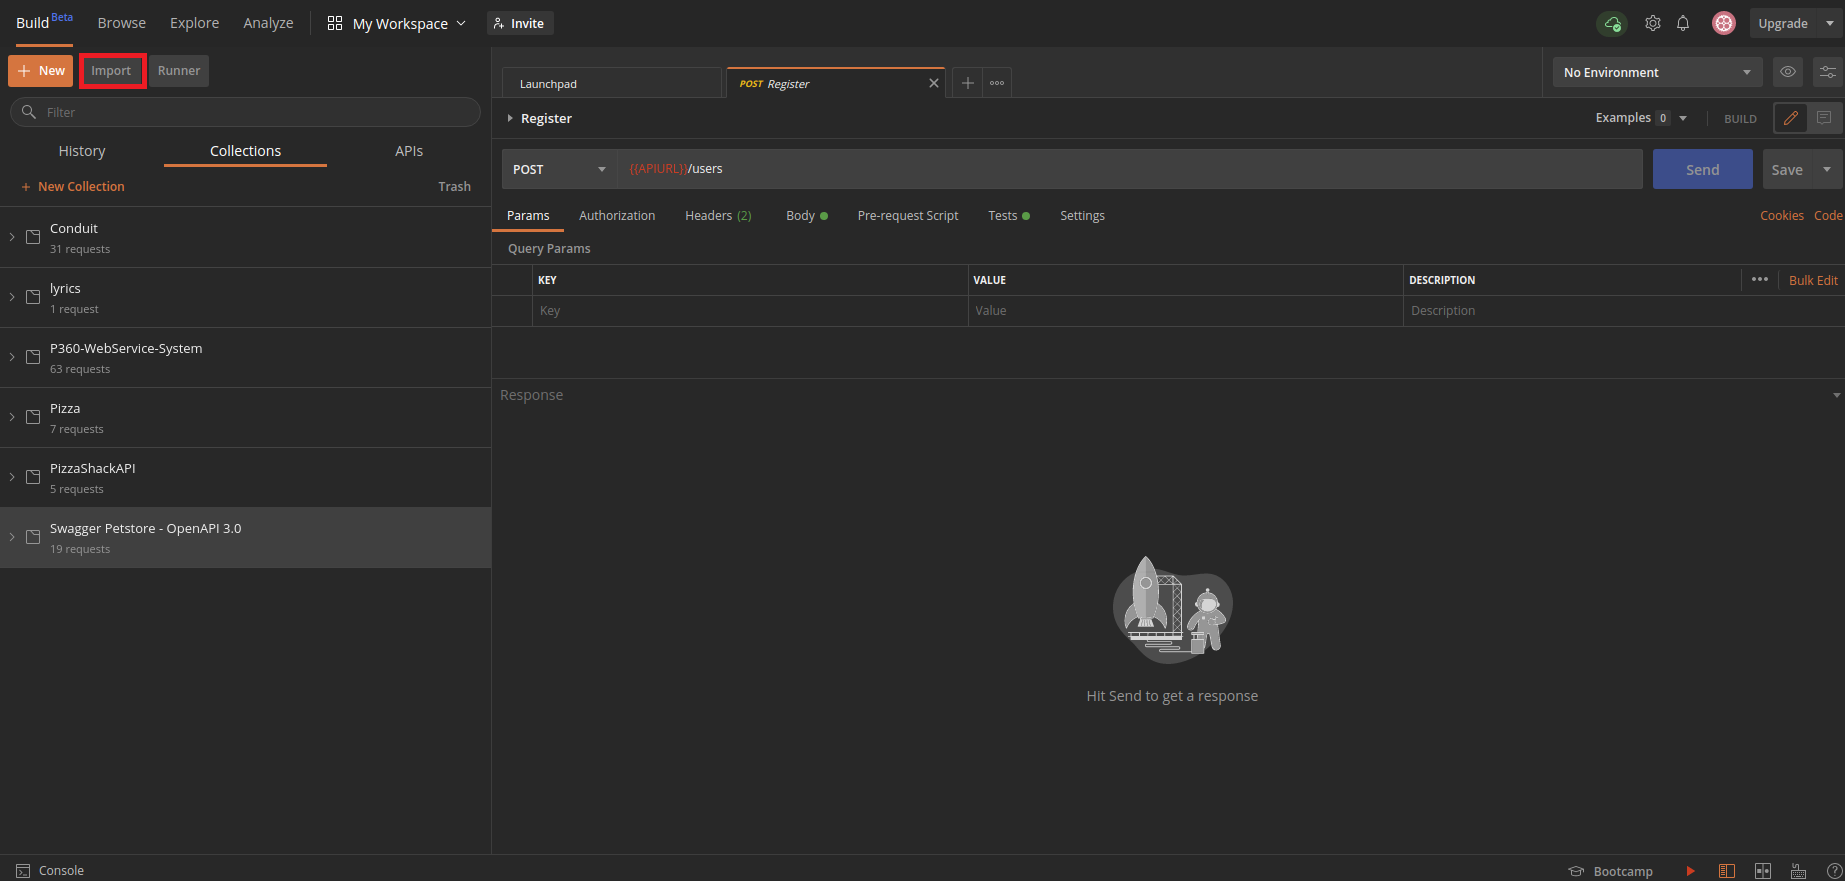 Build Beta Browse Explore Analyze My Workspace Invite Upgrade
New Import Runner
Launchpad POST Register No Environment
Filter
Register Examples 0 BUILD
History Collections APIs
POST {{APIURL}}/users Send Save
New Collection Trash
Params Authorization Headers (2) Body Pre-request Script Tests Settings Cookies Code
Conduit
31 requests
Query Params
KEY VALUE DESCRIPTION Bulk Edit
Key Value Description
lyrics
1 request
P360-WebService-System
63 requests
Response
Pizza
7 requests
PizzaShackAPI
5 requests
Swagger Petstore - OpenAPI 3.0
19 requests
Hit Send to get a response
Console Bootcamp